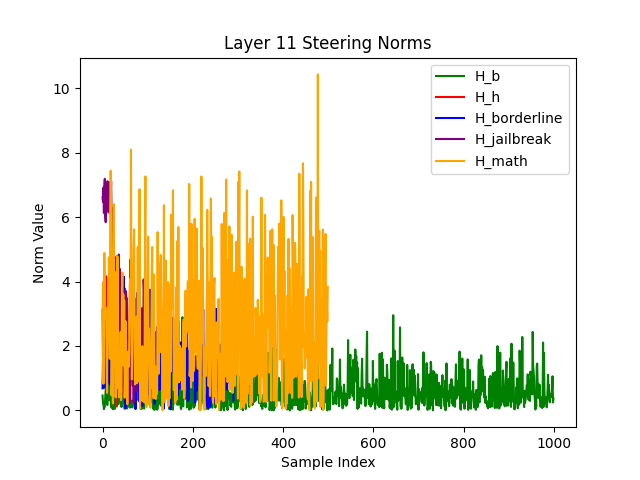 Layer 11 Steering Norms
Norm Value
10
8
6
4
2
0
H_b
H_h
H_borderline
H_jailbreak
H_math
0
200
400
600
800
1000
Sample Index